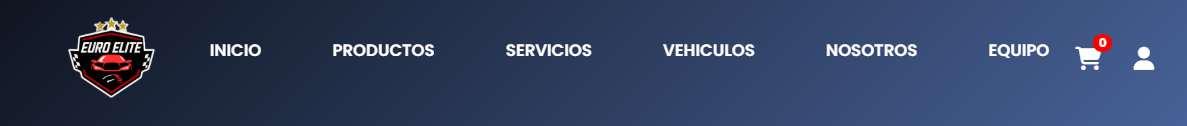 EURO ELITE
INICIO PRODUCTOS SERVICIOS VEHICULOS NOSOTROS EQUIPO 0